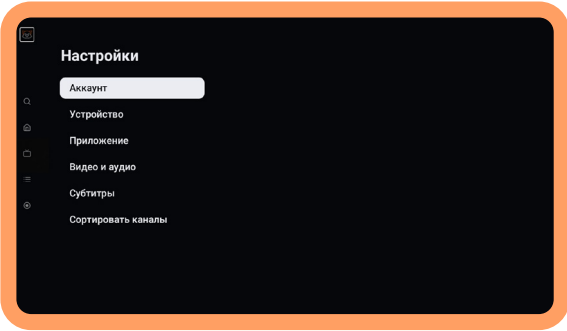 Настройки
Аккаунт
Устройство
Приложение
Видео и аудио
Субтитры
Сортировать каналы